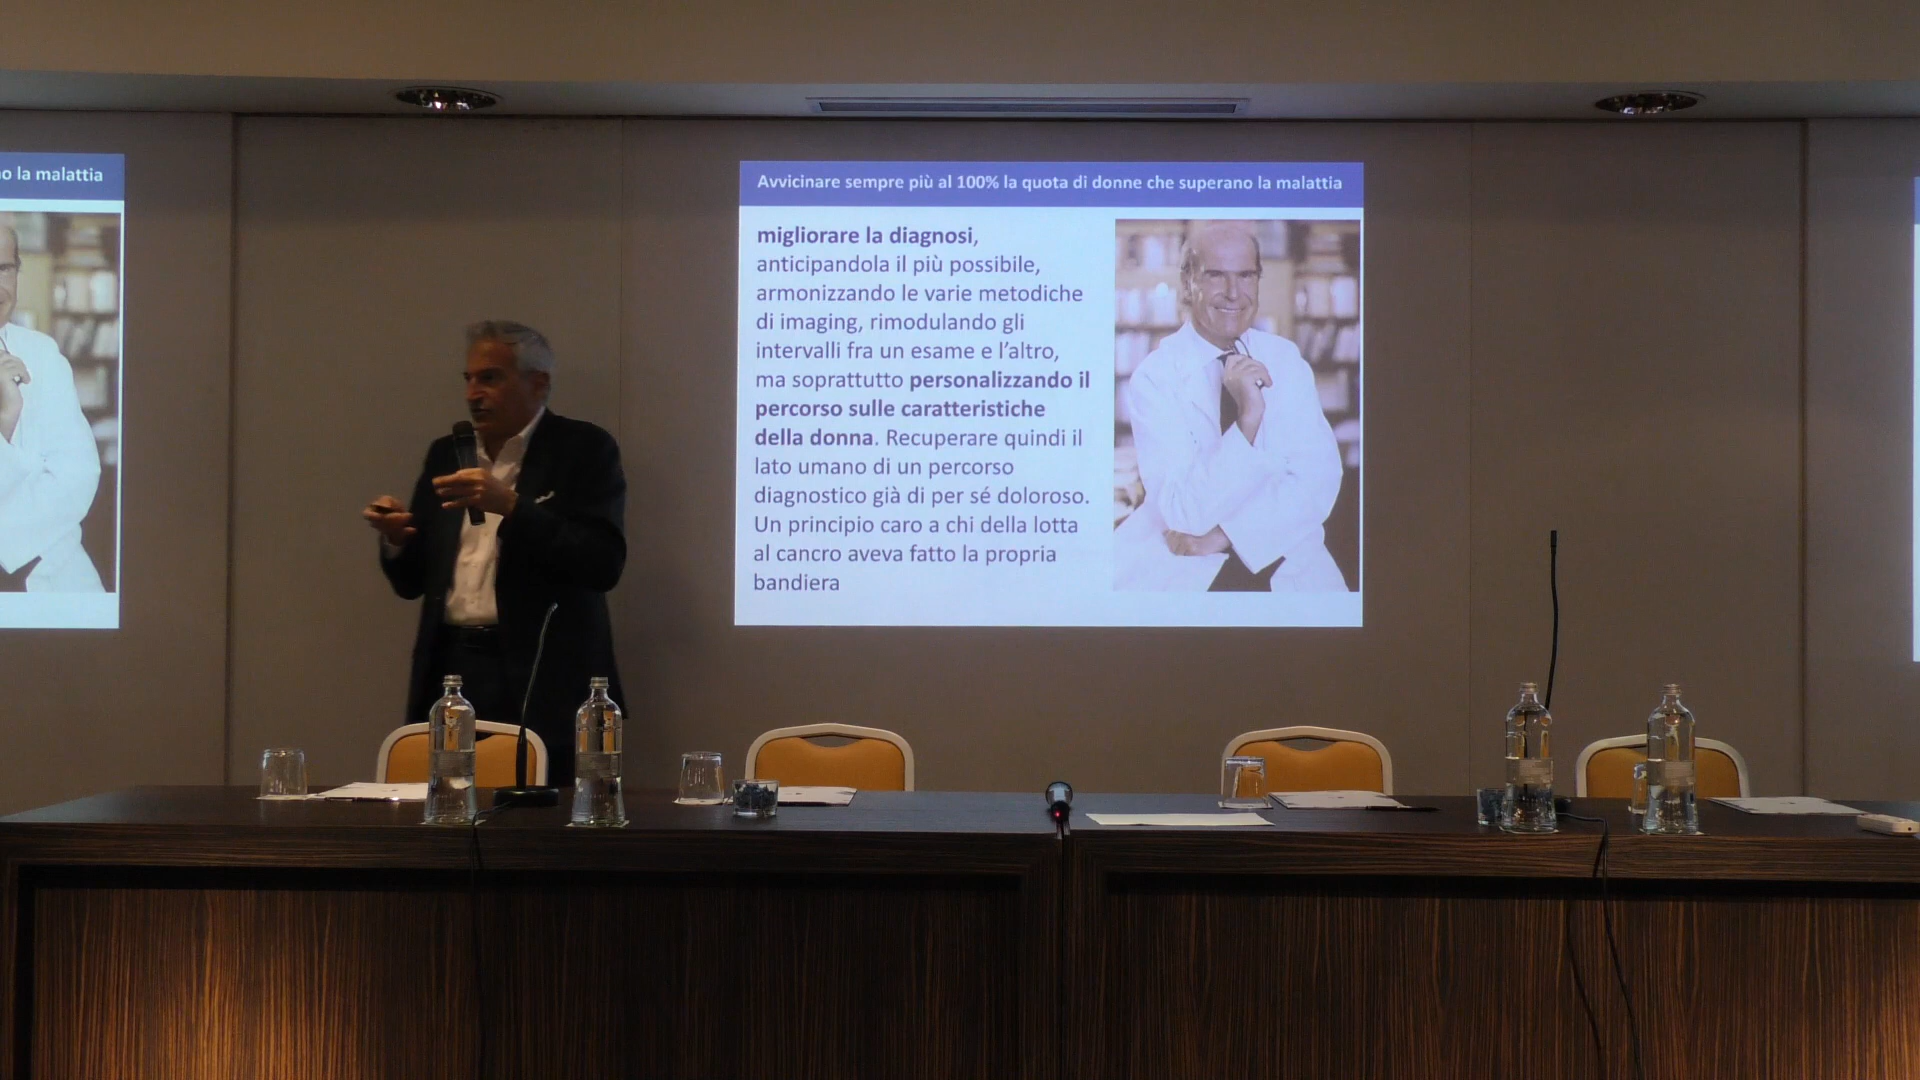 o la malattia
Avvicinare sempre più al 100% la quota di donne che superano la malattia
migliorare la diagnosi,
anticipandola il più possibile,
armonizzando le varie metodiche
di imaging, rimodulando gli
intervalli fra un esame e l'altro,
ma soprattutto personalizzando il
percorso sulle caratteristiche
della donna. Recuperare quindi il
lato umano di un percorso
diagnostico già di per sé doloroso.
Un principio caro a chi della lotta
al cancro aveva fatto la propria
bandiera